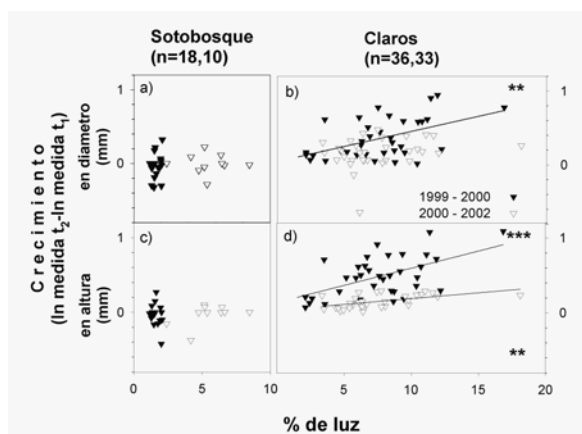 Sotobosque
(n=18,10)
Claros
(n=36,33)
Crecimiento
(ln medida t2-ln medida t1)
en diametro
(mm)
en altura
(mm)
a)
1
0
b)
**
1
0
1999 - 2000
2000 - 2002
c)
1
0
d)
***
1
0
**
0
5
10
5
10
15
20
% de luz